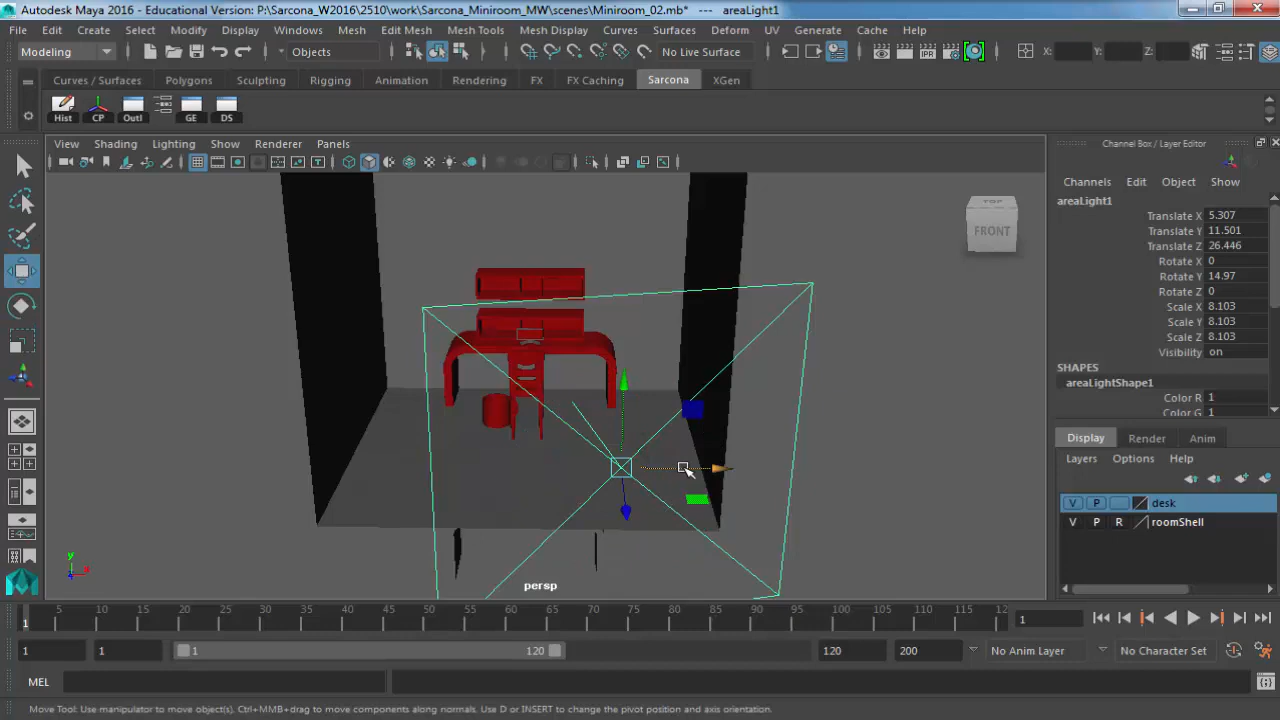 Autodesk Maya 2016 - Educational Version: P:\Sarcona_W2016\2510\work\Sarcona_Miniroom_MW\scenes\Miniroom_02.mb* --- areaLight1
File Edit Create Select Modify Display Windows Mesh Edit Mesh Mesh Tools Mesh Display Curves Surfaces Deform UV Generate Cache Help
Modeling Objects No Live Surface X: Y: Z:
Curves / Surfaces Polygons Sculpting Rigging Animation Rendering FX FX Caching Sarcona XGen
Hist CP Outl GE DS
View Shading Lighting Show Renderer Panels
Channel Box / Layer Editor
Channels Edit Object Show
areaLight1
Translate X 5.307
Translate Y 11.501
Translate Z 26.446
Rotate X 0
Rotate Y 14.97
Rotate Z 0
Scale X 8.103
Scale Y 8.103
Scale Z 8.103
Visibility on
SHAPES
areaLightShape1
Color R 1
Color G 1
TOP
FRONT
Display Render Anim
Layers Options Help
V P desk
V P R roomShell
y
z x
persp
5 10 15 20 25 30 35 40 45 50 55 60 65 70 75 80 85 90 95 100 105 110 115 12
1
1
1 1 1 120 120 200 No Anim Layer No Character Set
MEL
Move Tool: Use manipulator to move object(s). Ctrl+MMB+drag to move components along normals. Use D or INSERT to change the pivot position and axis orientation.